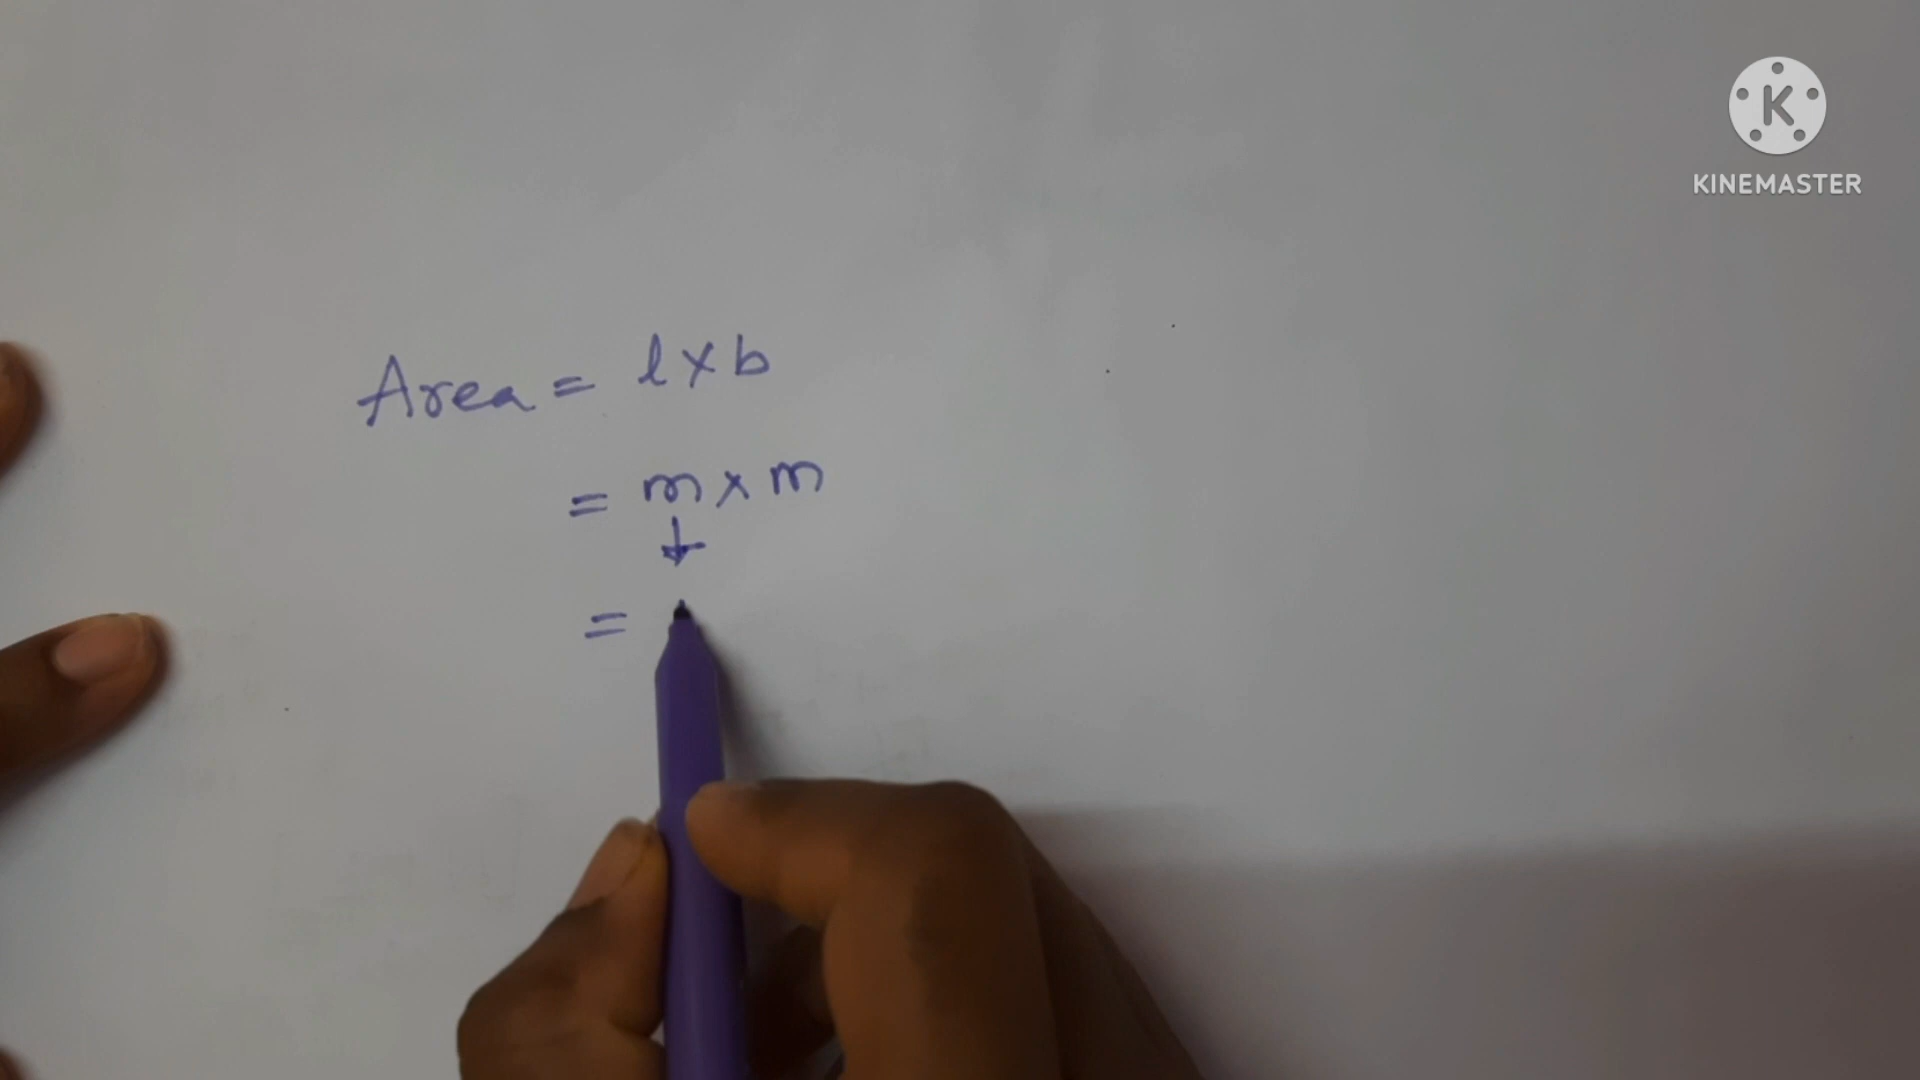 K
KINEMASTER
Area = l×b
= m×m
↓
=